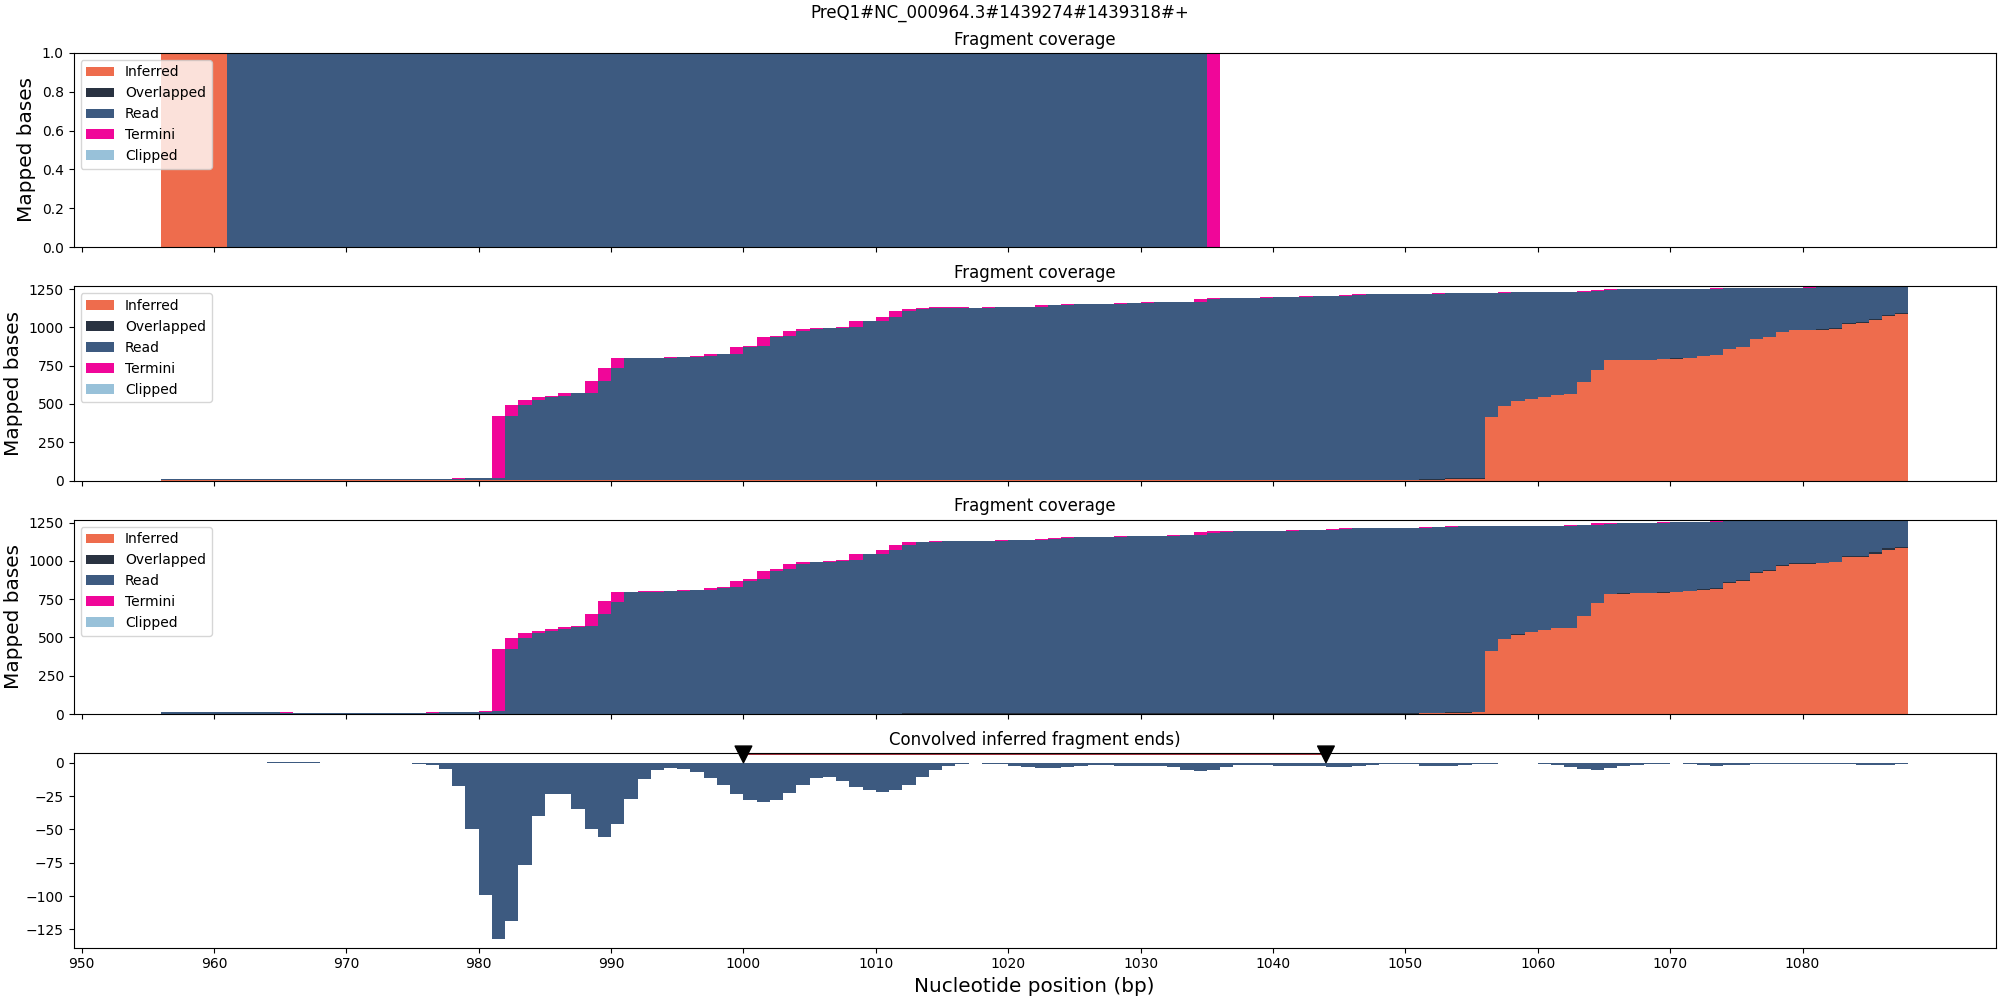 PreQ1#NC_000964.3#1439274#1439318#+
Fragment coverage
Mapped bases
1.0
0.8
0.6
0.4
0.2
0.0
Inferred
Overlapped
Read
Termini
Clipped
Fragment coverage
Mapped bases
1250
1000
750
500
250
0
Inferred
Overlapped
Read
Termini
Clipped
Fragment coverage
Mapped bases
1250
1000
750
500
250
0
Inferred
Overlapped
Read
Termini
Clipped
Convolved inferred fragment ends)
0
−25
−50
−75
−100
−125
950 960 970 980 990 1000 1010 1020 1030 1040 1050 1060 1070 1080
Nucleotide position (bp)